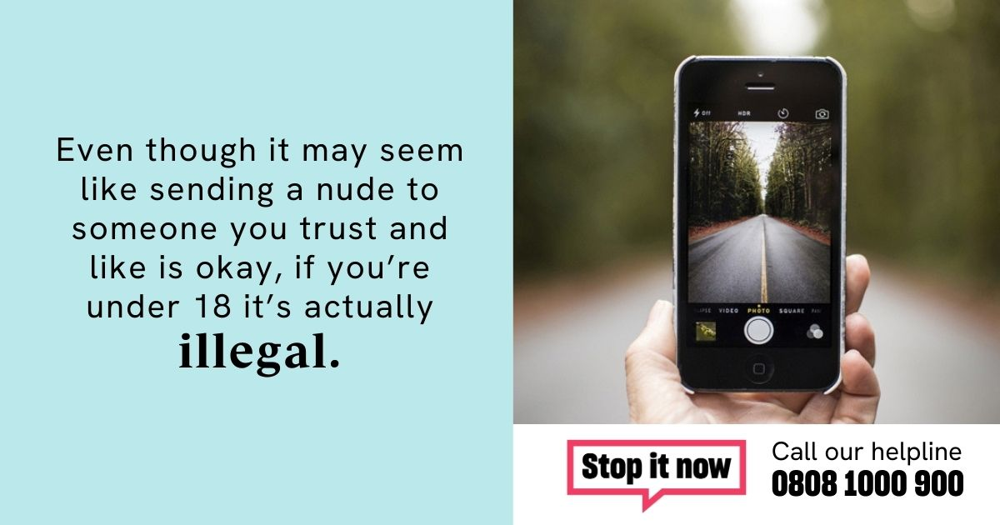 Even though it may seem
like sending a nude to
someone you trust and
like is okay, if you’re
under 18 it’s actually
illegal.
Off HDR
VIDEO PHOTO SQUARE
Stop it now
Call our helpline
0808 1000 900